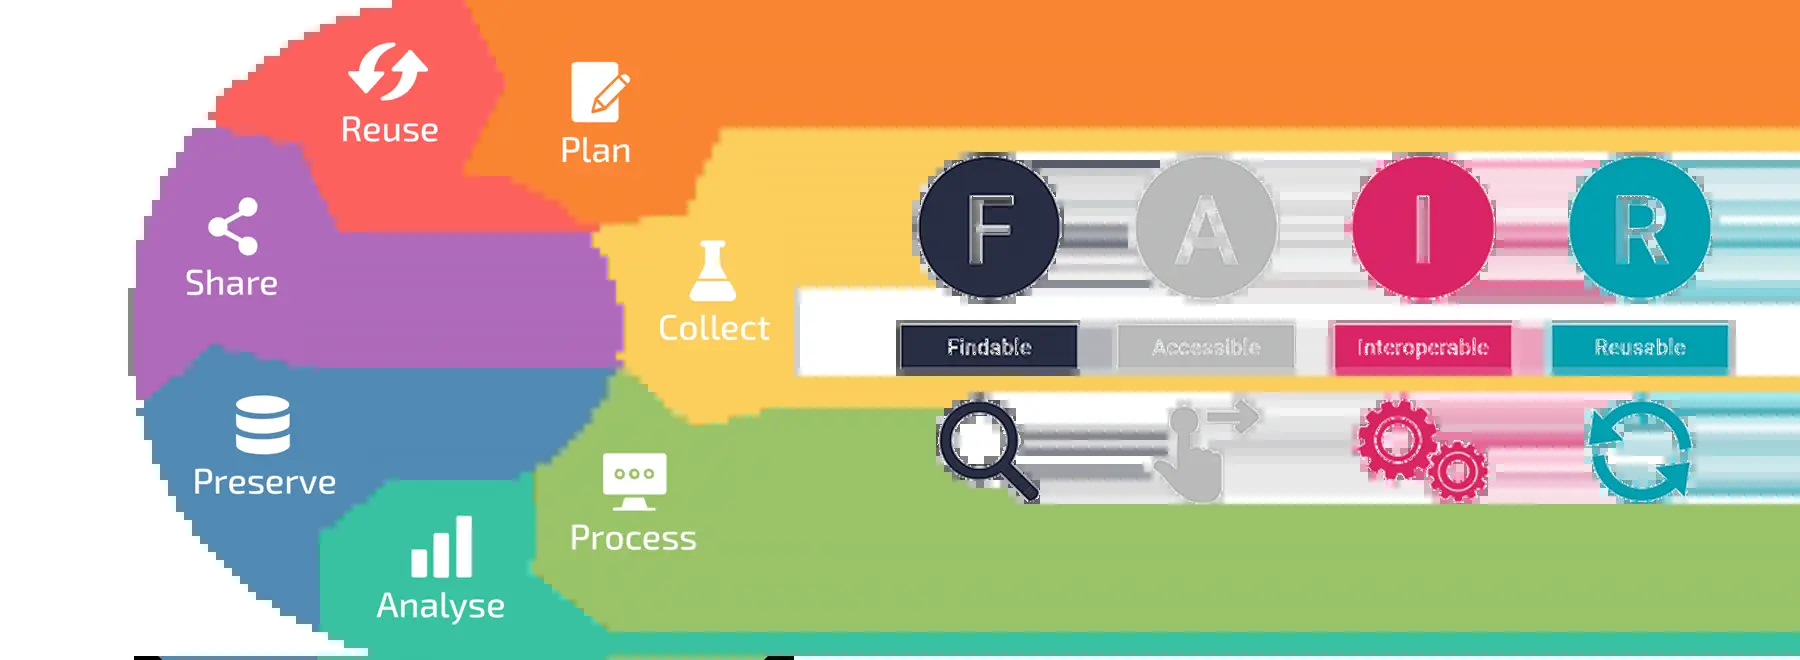 Reuse
Plan
Share
Collect
Preserve
Process
Analyse
F A I R
Findable Accessible Interoperable Reusable